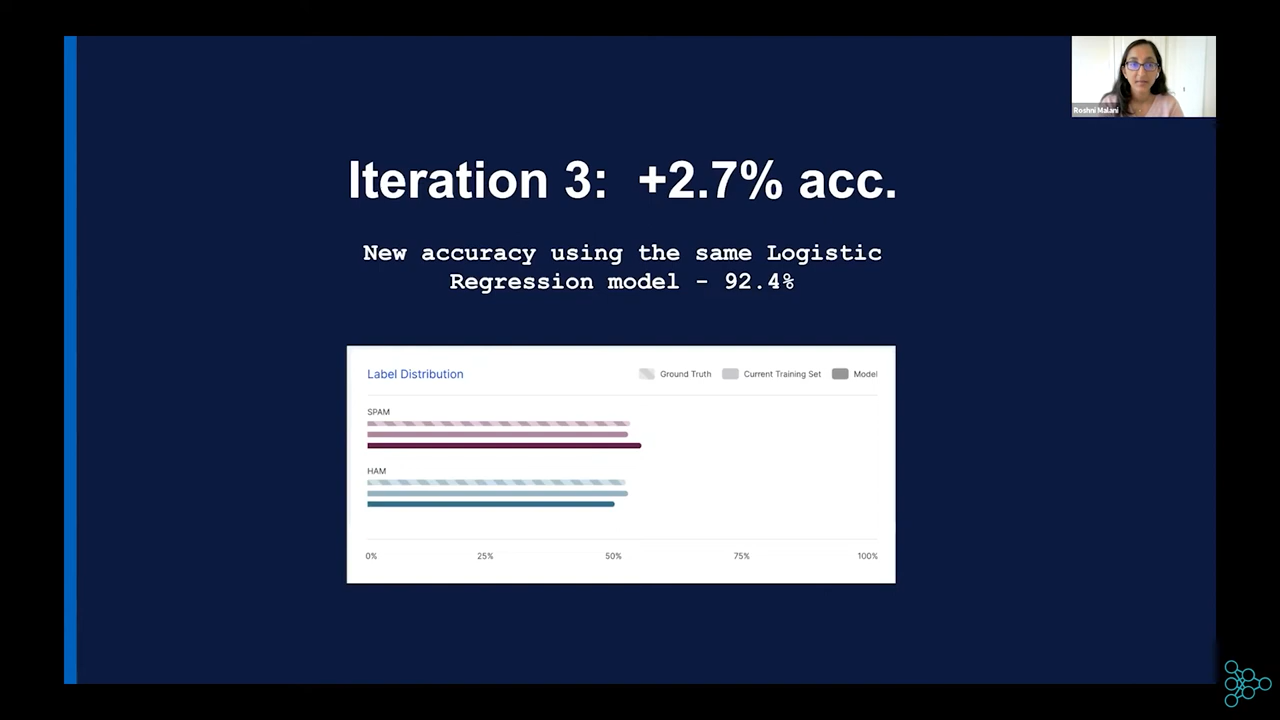 Roshni Malani
Iteration 3: +2.7% acc.
New accuracy using the same Logistic
Regression model - 92.4%
Label Distribution
Ground Truth
Current Training Set
Model
SPAM
HAM
0% 25% 50% 75% 100%